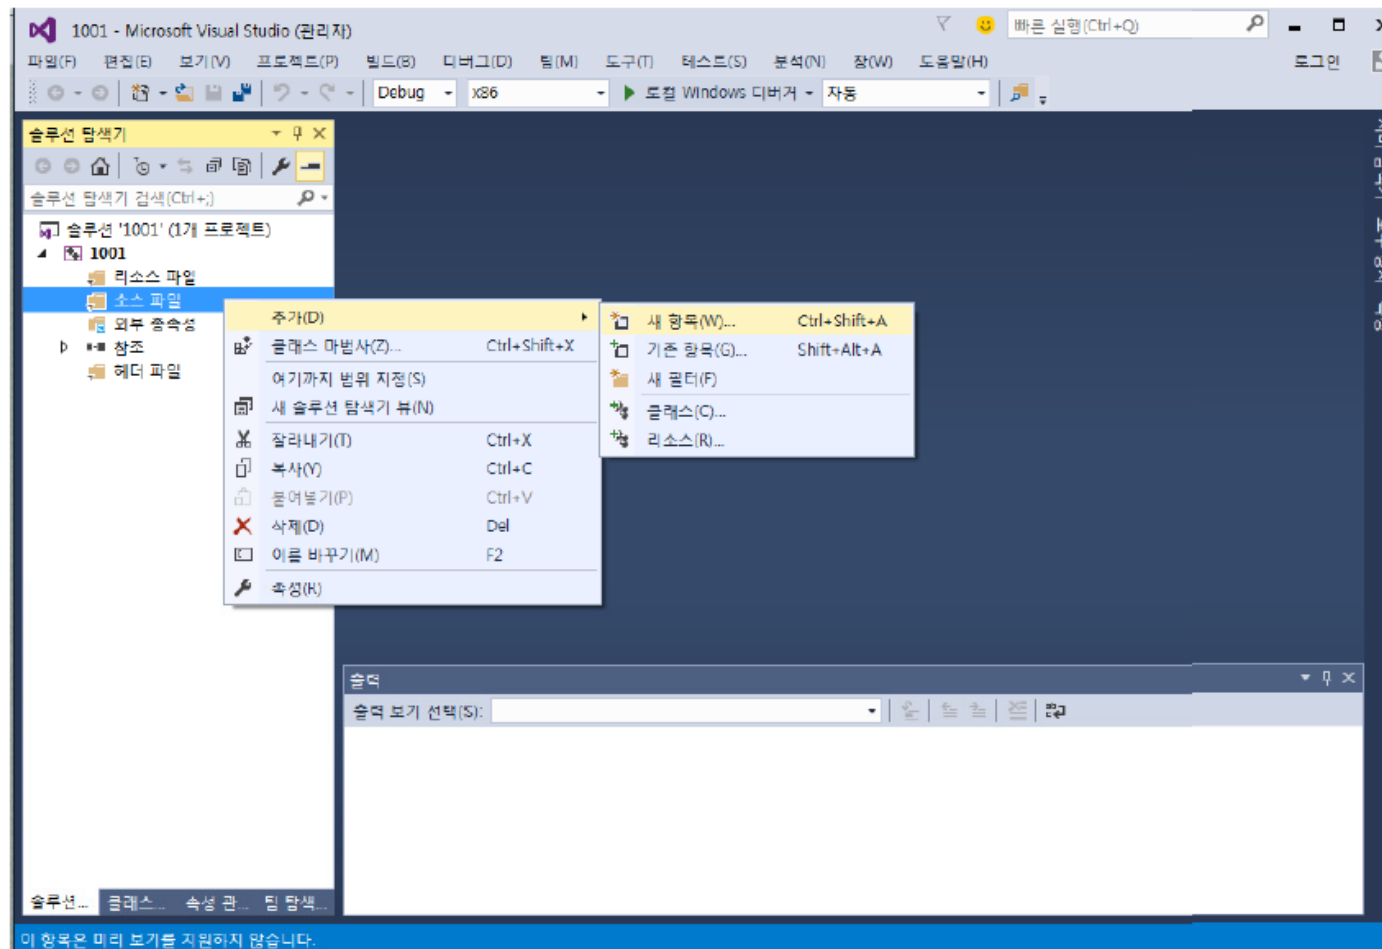 1001 - Microsoft Visual Studio (관리자)
빠른 실행(Ctrl+Q)
파일(F) 편집(E) 보기(V) 프로젝트(P) 빌드(B) 디버그(D) 팀(M) 도구(T) 테스트(S) 분석(N) 창(W) 도움말(H) 로그인
Debug x86 로컬 Windows 디버거 자동
솔루션 탐색기
솔루션 탐색기 검색(Ctrl+;)
솔루션 '1001' (1개 프로젝트)
1001
리소스 파일
소스 파일
외부 종속성
참조
헤더 파일
추가(D)
클래스 마법사(Z)... Ctrl+Shift+X
여기까지 범위 지정(S)
새 솔루션 탐색기 뷰(N)
잘라내기(T) Ctrl+X
복사(Y) Ctrl+C
붙여넣기(P) Ctrl+V
삭제(D) Del
이름 바꾸기(M) F2
속성(R)
새 항목(W)... Ctrl+Shift+A
기존 항목(G)... Shift+Alt+A
새 필터(F)
클래스(C)...
리소스(R)...
출력
출력 보기 선택(S):
솔루션... 클래스... 속성 관... 팀 탐색...
이 항목은 미리 보기를 지원하지 않습니다.